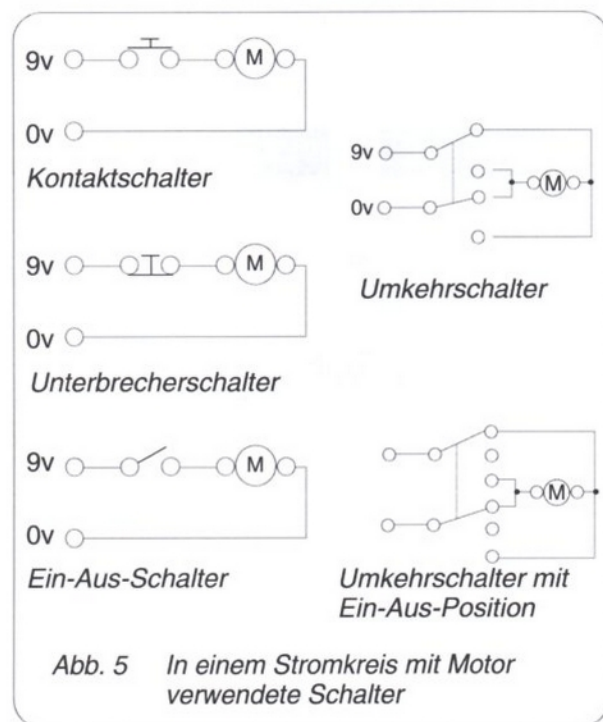 9v
M
0v
Kontaktschalter
9v
M
0v
Unterbrecherschalter
9v
M
0v
Ein-Aus-Schalter
9v
0v
M
Umkehrschalter
M
Umkehrschalter mit
Ein-Aus-Position
Abb. 5 In einem Stromkreis mit Motor
verwendete Schalter